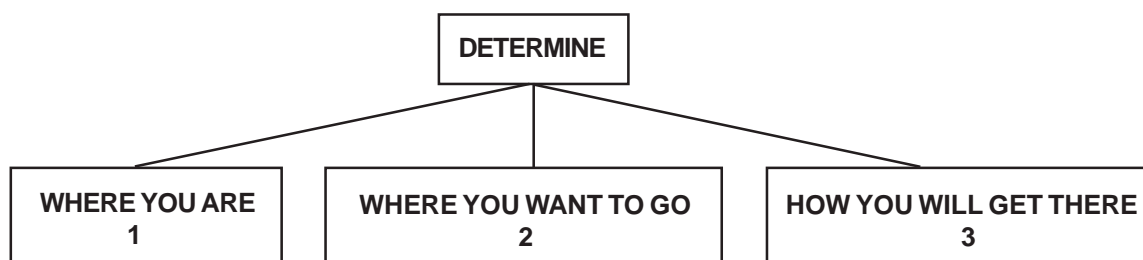 DETERMINE
WHERE YOU ARE
1
WHERE YOU WANT TO GO
2
HOW YOU WILL GET THERE
3